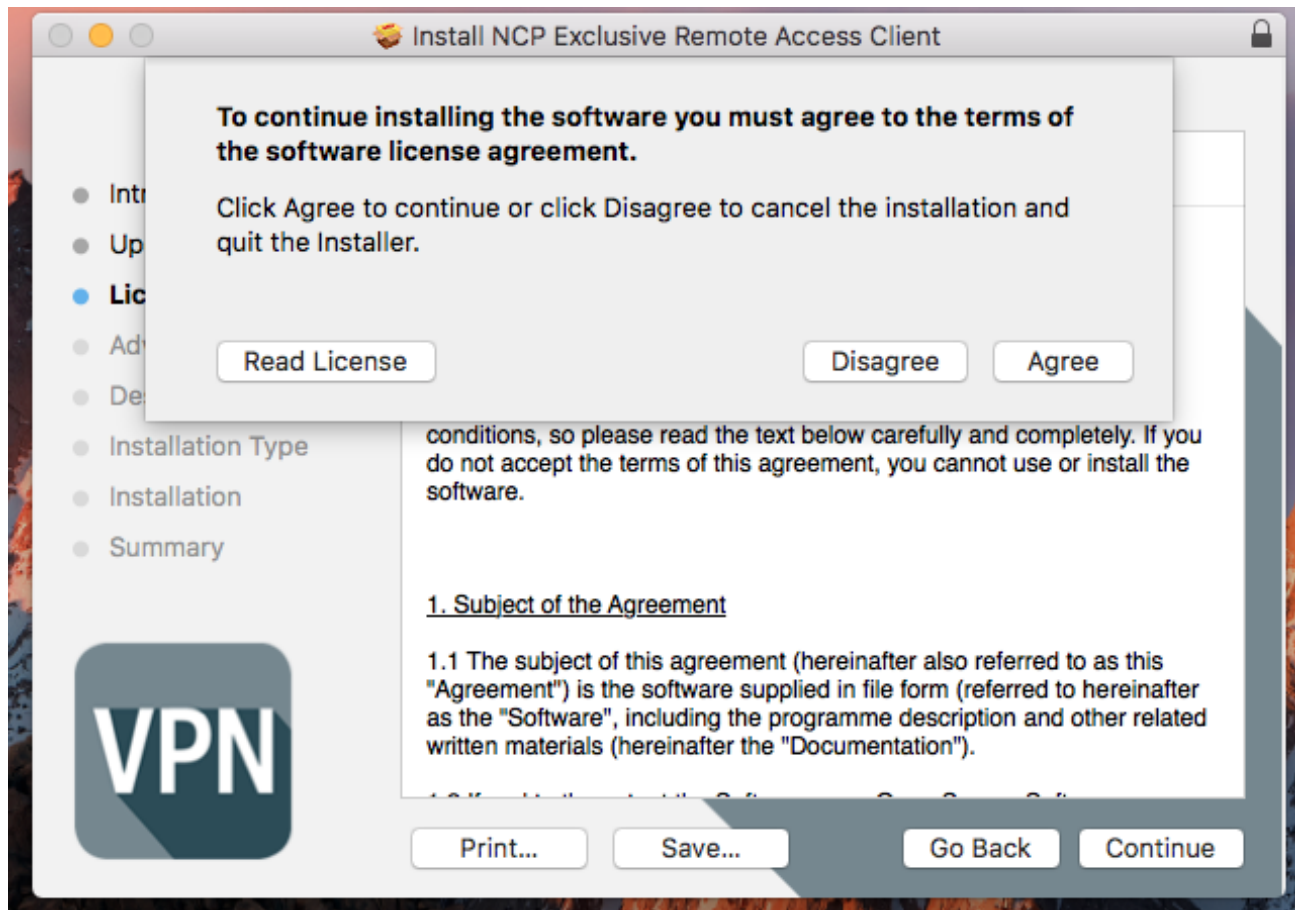 Install NCP Exclusive Remote Access Client
To continue installing the software you must agree to the terms of
the software license agreement.
Click Agree to continue or click Disagree to cancel the installation and
quit the Installer.
Read License
Disagree
Agree
Installation Type
Installation
Summary
VPN
conditions, so please read the text below carefully and completely. If you
do not accept the terms of this agreement, you cannot use or install the
software.
1. Subject of the Agreement
1.1 The subject of this agreement (hereinafter also referred to as this
"Agreement") is the software supplied in file form (referred to hereinafter
as the "Software", including the programme description and other related
written materials (hereinafter the "Documentation").
Print...
Save...
Go Back
Continue